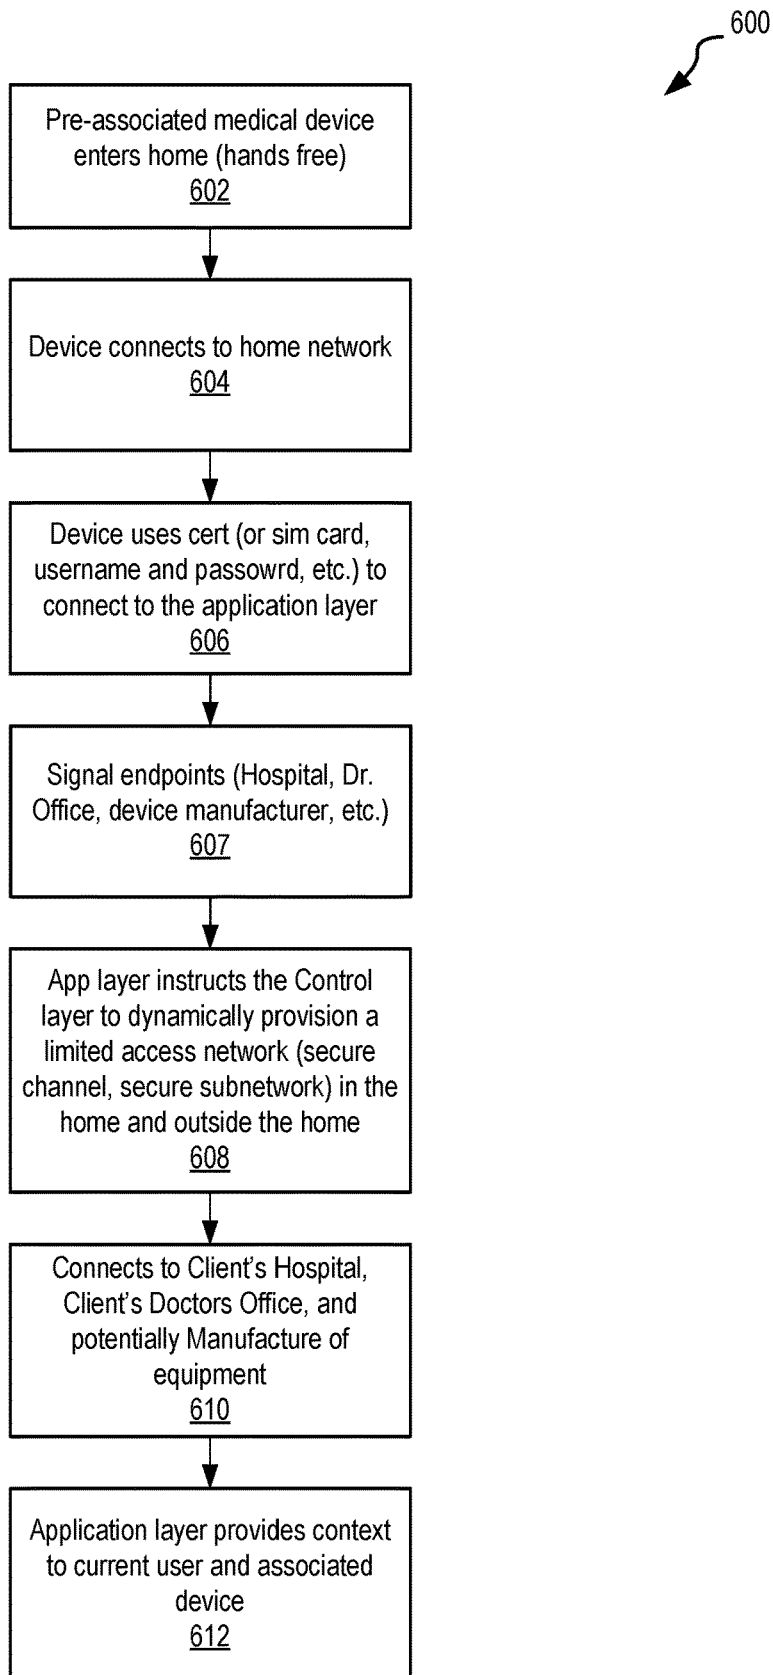 600
Pre-associated medical device
enters home (hands free)
602
Device connects to home network
604
Device uses cert (or sim card,
username and passowrd, etc.) to
connect to the application layer
606
Signal endpoints (Hospital, Dr.
Office, device manufacturer, etc.)
607
App layer instructs the Control
layer to dynamically provision a
limited access network (secure
channel, secure subnetwork) in the
home and outside the home
608
Connects to Client's Hospital,
Client's Doctors Office, and
potentially Manufacture of
equipment
610
Application layer provides context
to current user and associated
device
612